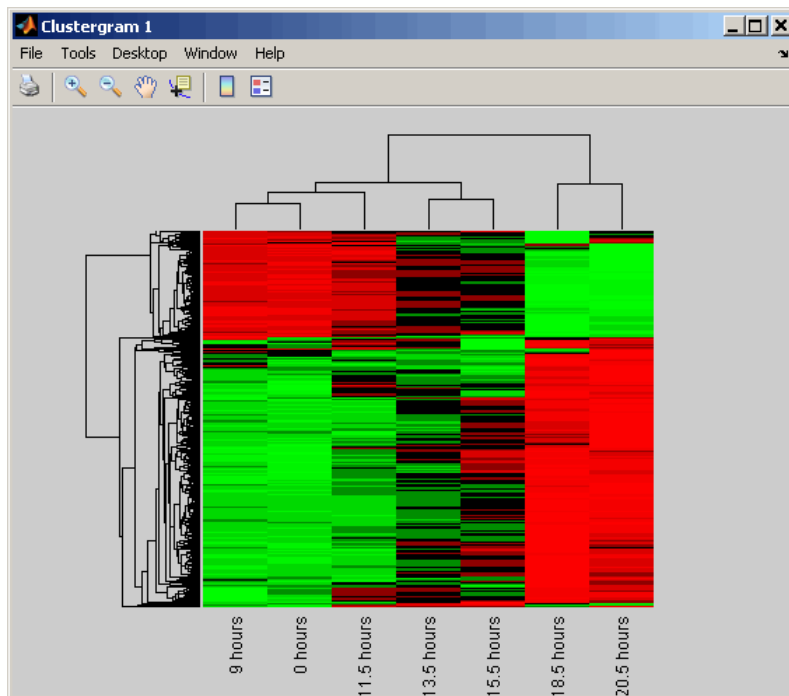 Clustergram 1
File Tools Desktop Window Help
9 hours
0 hours
11.5 hours
13.5 hours
15.5 hours
18.5 hours
20.5 hours